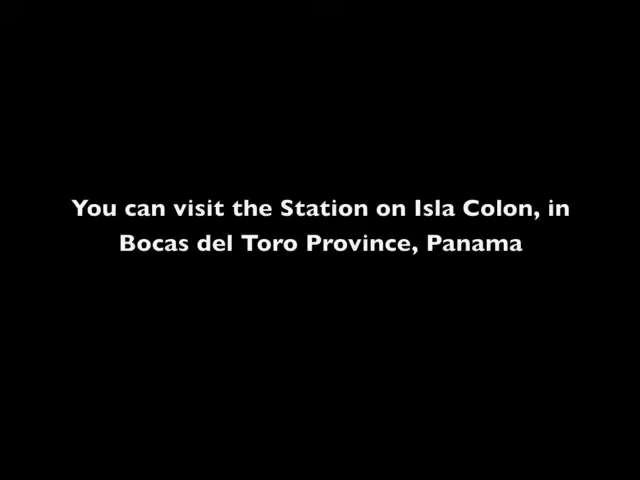 You can visit the Station on Isla Colon, in
Bocas del Toro Province, Panama